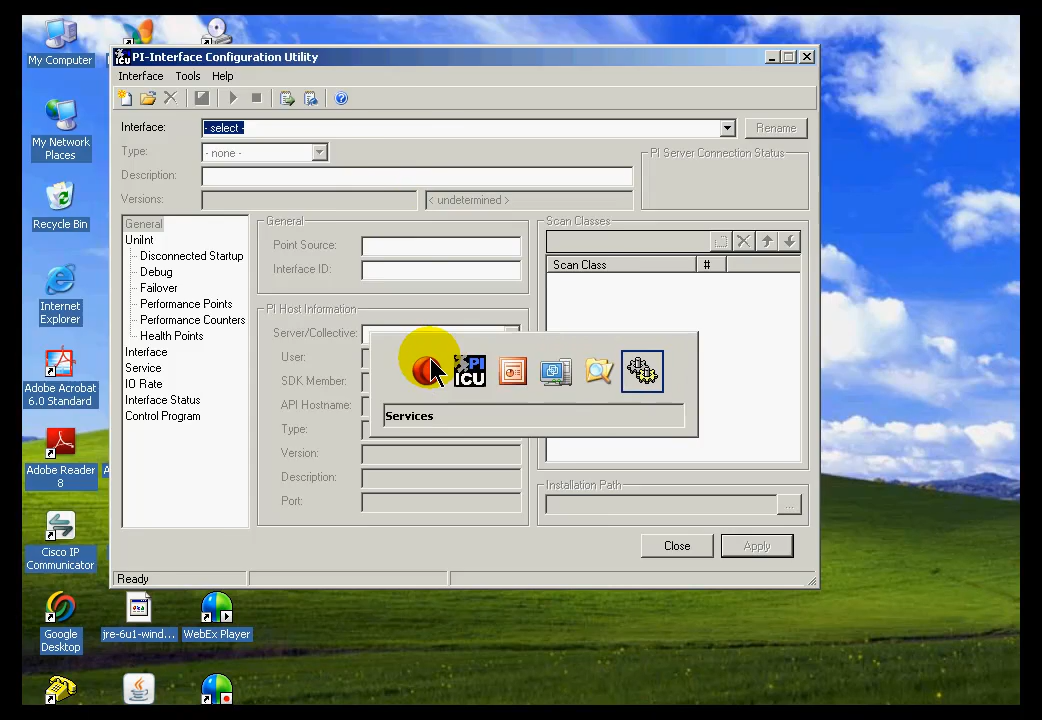 PI-Interface Configuration Utility
Interface Tools Help
Interface: - select - Rename
Type: - none - PI Server Connection Status
Description:
Versions: < undetermined >
General
UniInt
Disconnected Startup
Debug
Failover
Performance Points
Performance Counters
Health Points
Interface
Service
IO Rate
Interface Status
Control Program
General
Point Source:
Interface ID:
PI Host Information
Server/Collective:
User:
SDK Member:
API Hostname:
Type:
Version:
Description:
Port:
Scan Classes
Scan Class #
Installation Path
...
Close Apply
Ready
PI
ICU
Services
My Computer
My Network
Places
Recycle Bin
Internet
Explorer
Adobe Acrobat
6.0 Standard
Adobe Reader
8
Cisco IP
Communicator
Google
Desktop
jre-6u1-wind...
WebEx Player